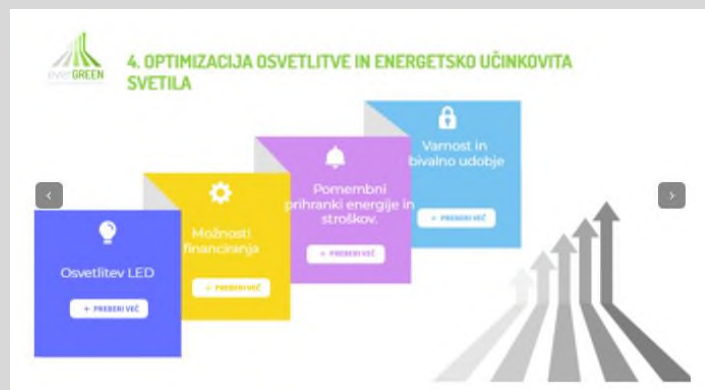 everGREEN
4. OPTIMIZACIJA OSVETLITVE IN ENERGETSKO UČINKOVITA
SVETILA
Osvetlitev LED
+ PREBERI VEČ
Možnosti
financiranja
+ PREBERI VEČ
Pomembni
prihranki energije in
stroškov.
+ PREBERI VEČ
Varnost in
bivalno udobje
+ PREBERI VEČ